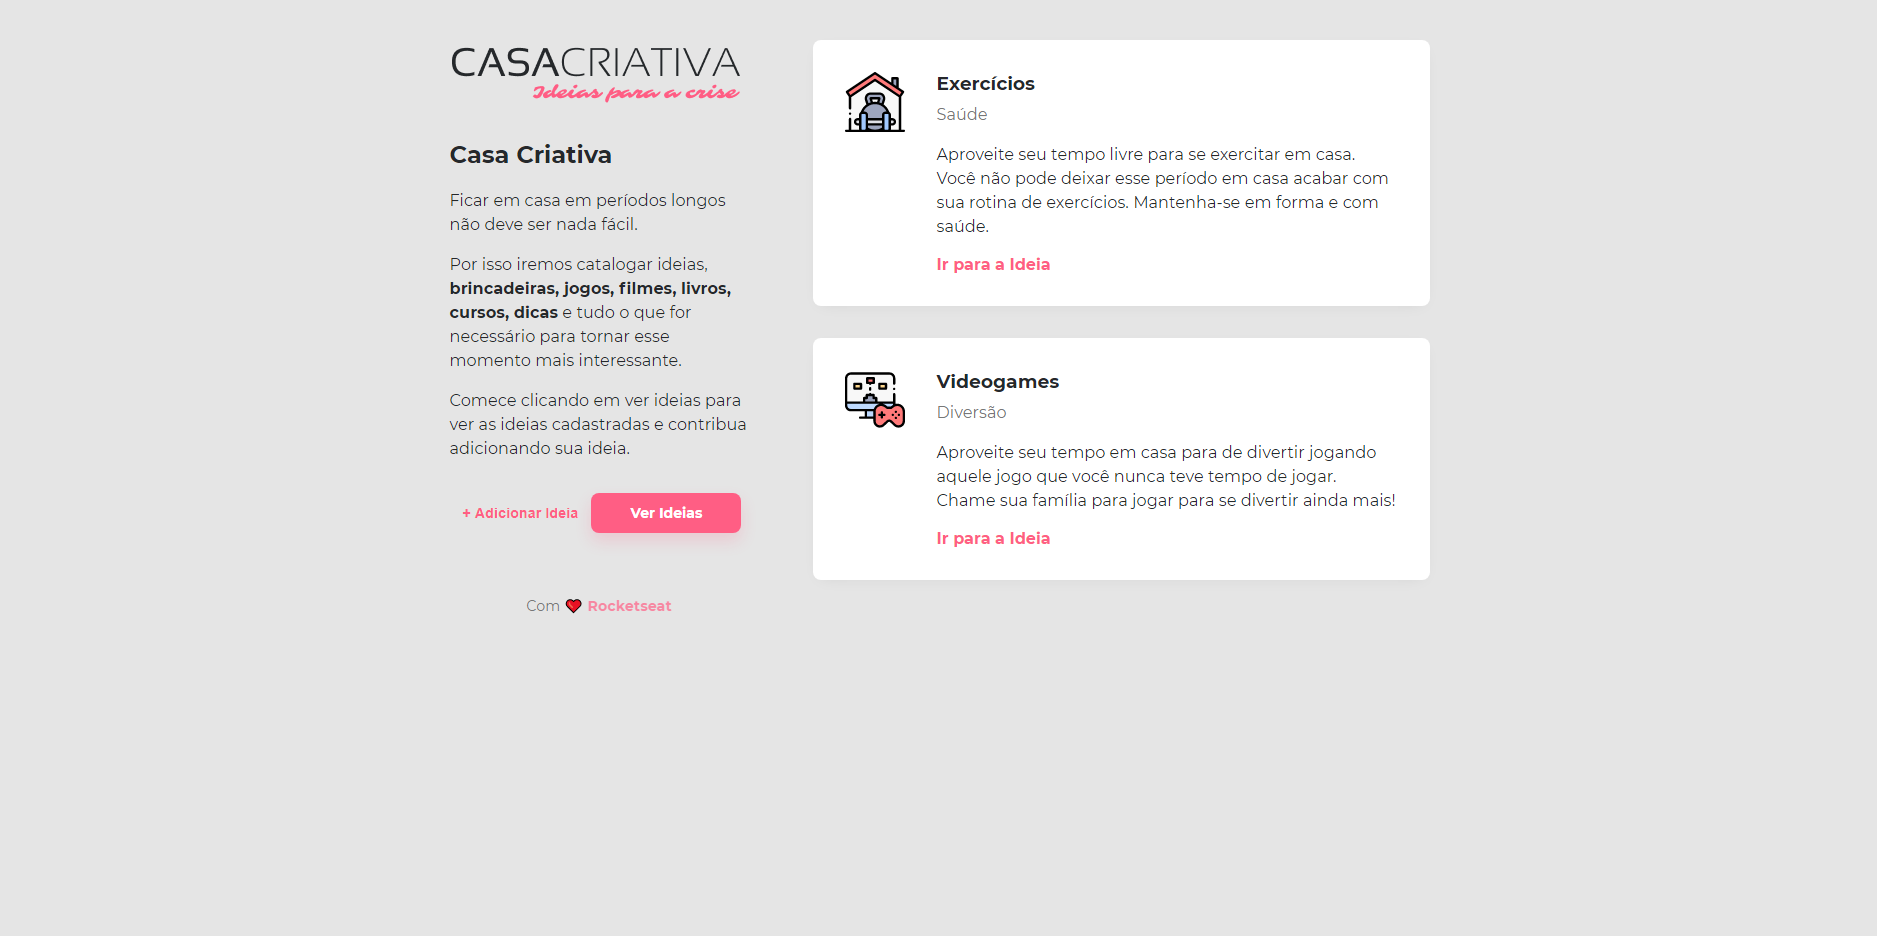 CASACRIATIVA
Ideias para a crise
Casa Criativa
Ficar em casa em períodos longos
não deve ser nada fácil.
Por isso iremos catalogar ideias,
brincadeiras, jogos, filmes, livros,
cursos, dicas e tudo o que for
necessário para tornar esse
momento mais interessante.
Comece clicando em ver ideias para
ver as ideias cadastradas e contribua
adicionando sua ideia.
+ Adicionar Ideia
Ver Ideias
Com ❤ Rocketseat
Exercícios
Saúde
Aproveite seu tempo livre para se exercitar em casa.
Você não pode deixar esse período em casa acabar com
sua rotina de exercícios. Mantenha-se em forma e com
saúde.
Ir para a Ideia
Videogames
Diversão
Aproveite seu tempo em casa para de divertir jogando
aquele jogo que você nunca teve tempo de jogar.
Chame sua família para jogar para se divertir ainda mais!
Ir para a Ideia